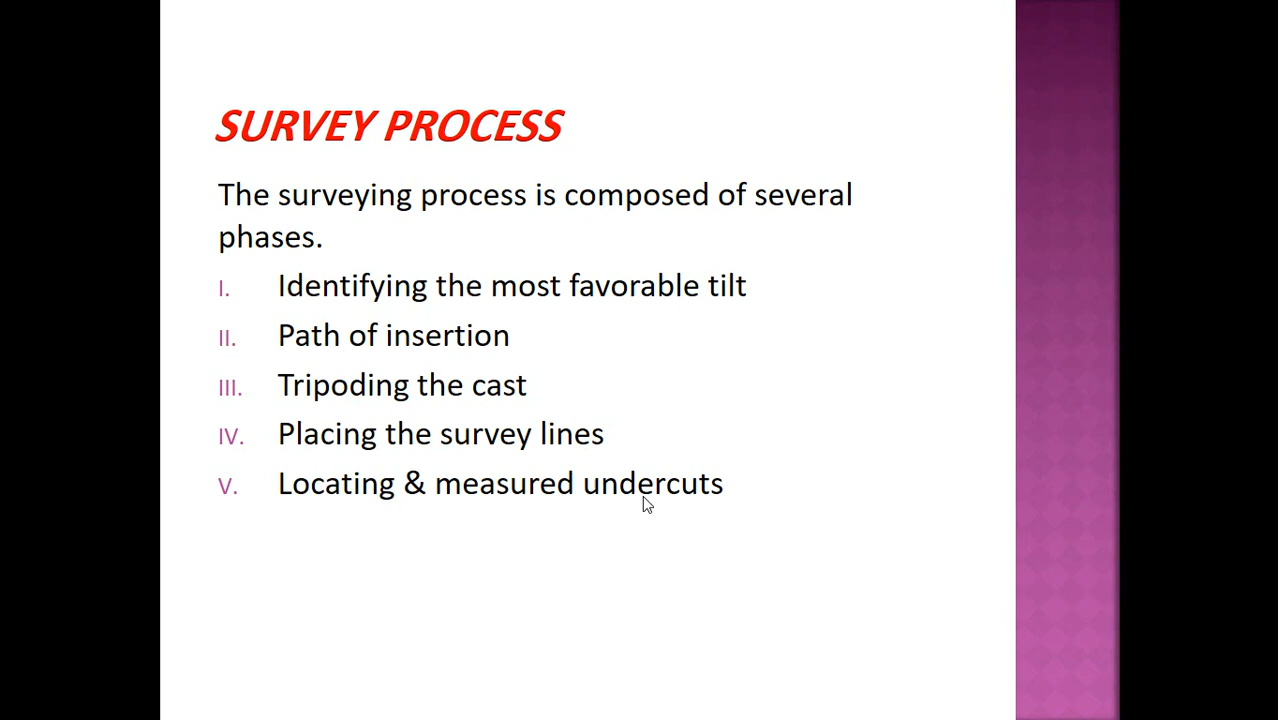 SURVEY PROCESS
The surveying process is composed of several
phases.
I. Identifying the most favorable tilt
II. Path of insertion
III. Tripoding the cast
IV. Placing the survey lines
V. Locating & measured undercuts